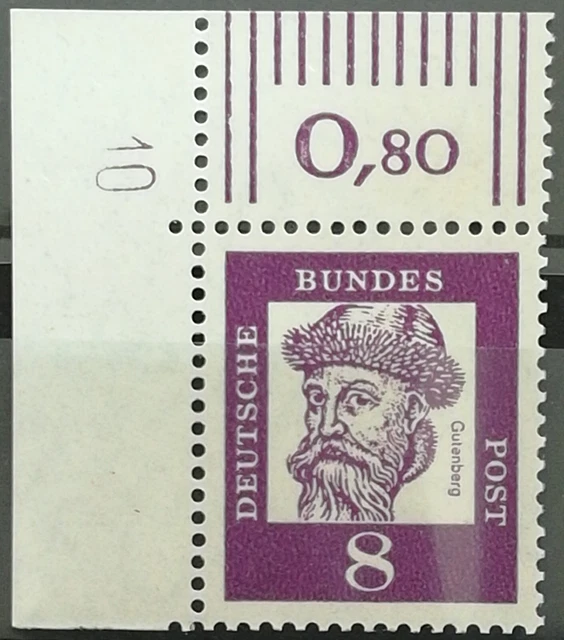 0,80
10
BUNDES
DEUTSCHE
POST
Gutenberg
8